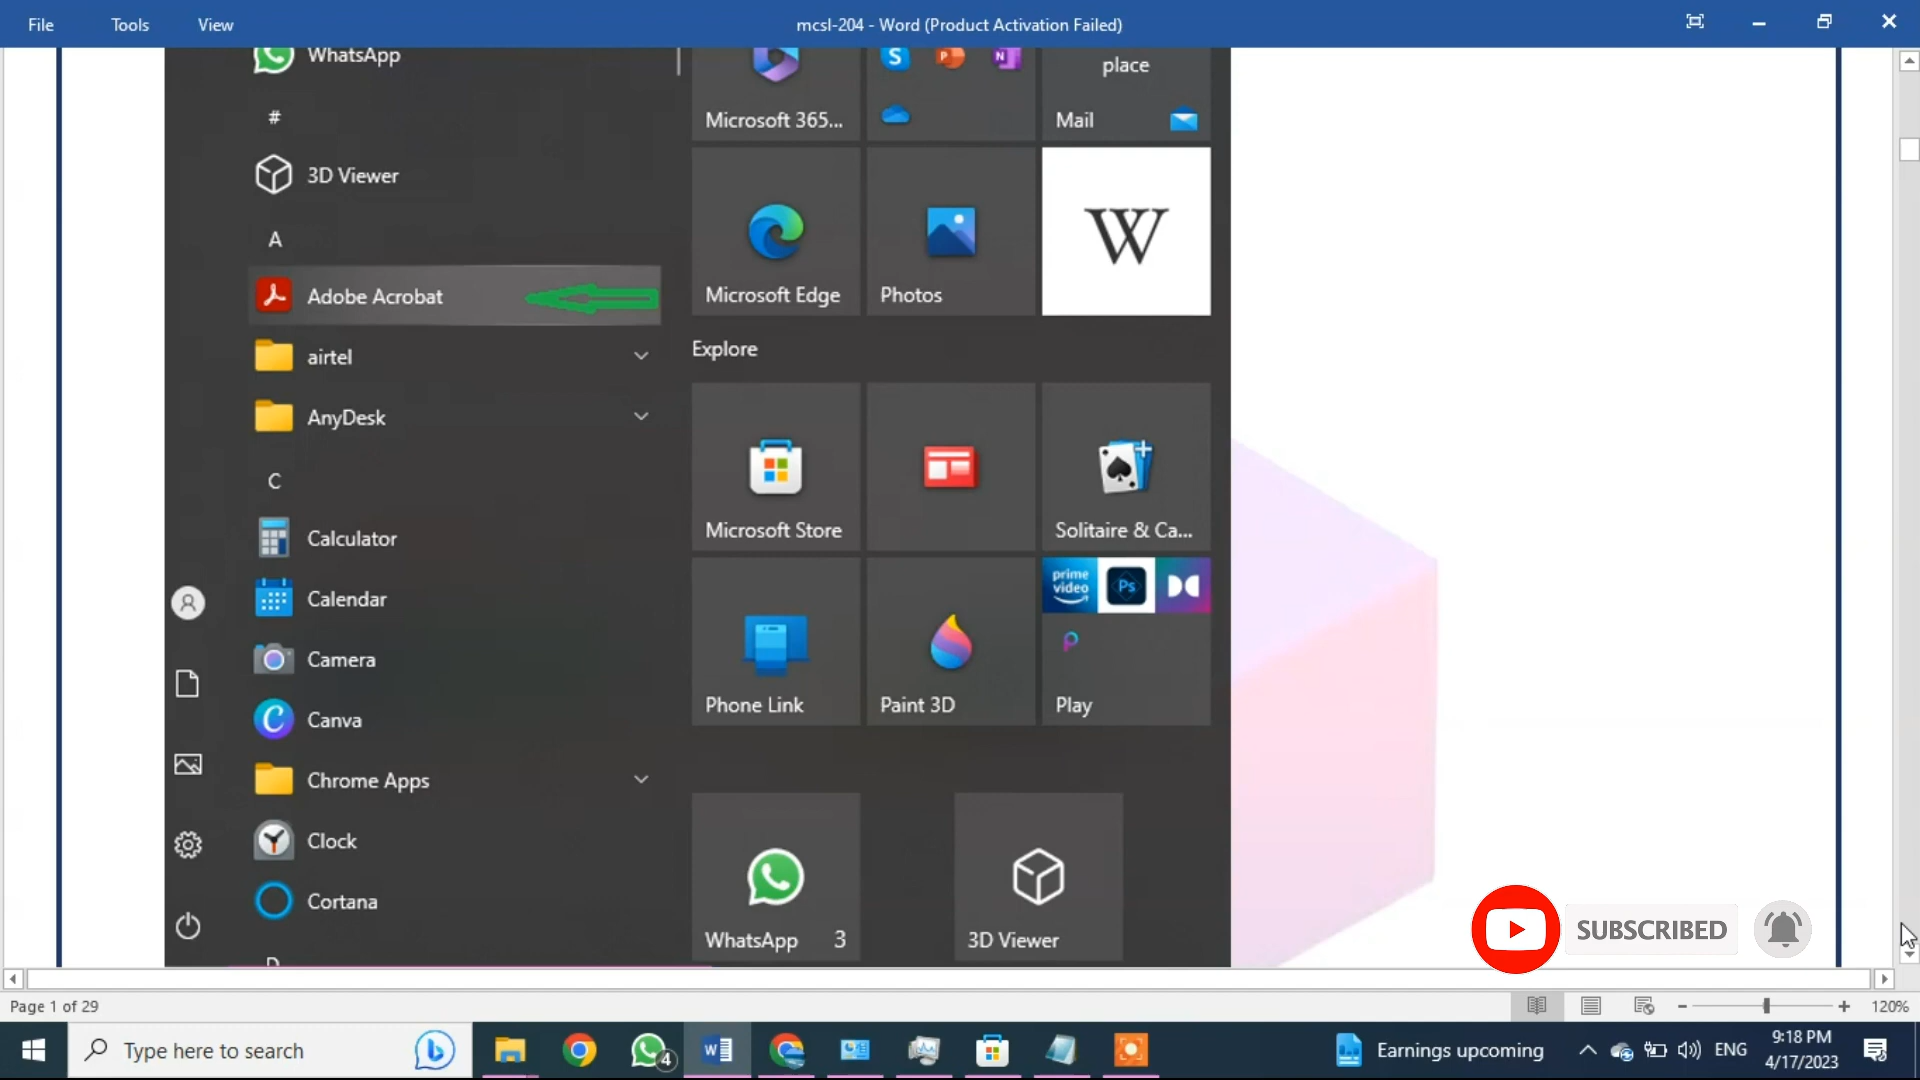 File Tools View mcsl-204 - Word (Product Activation Failed)
WhatsApp
#
3D Viewer
A
Adobe Acrobat
airtel
AnyDesk
C
Calculator
Calendar
Camera
Canva
Chrome Apps
Clock
Cortana
Microsoft 365...
S P N
place
Mail
Microsoft Edge
Photos
W
Explore
Microsoft Store
Solitaire & Ca...
Phone Link
Paint 3D
prime video
Ps
Play
WhatsApp 3
3D Viewer
SUBSCRIBED
Page 1 of 29
120%
Type here to search
4
W
Earnings upcoming
ENG
9:18 PM
4/17/2023